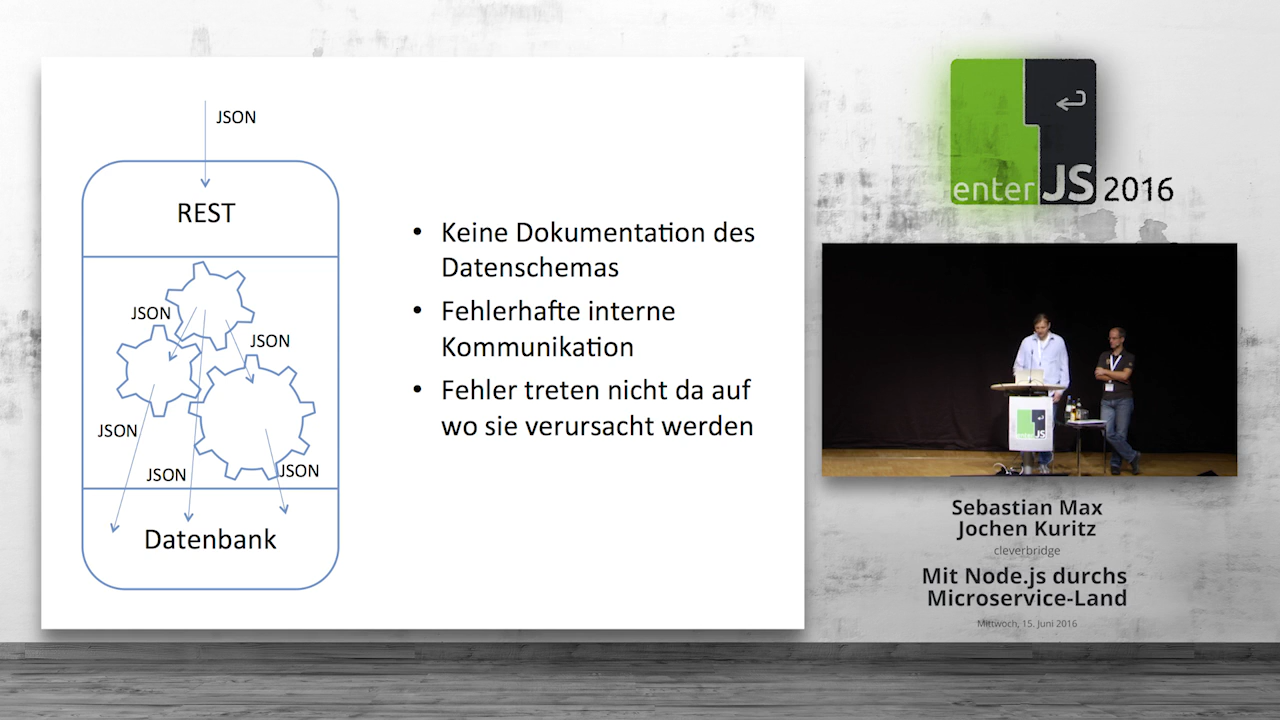 JSON
REST
JSON
JSON
JSON
JSON
JSON
Datenbank
• Keine Dokumentation des
Datenschemas
• Fehlerhafte interne
Kommunikation
• Fehler treten nicht da auf
wo sie verursacht werden
enter JS 2016
enter JS
Sebastian Max
Jochen Kuritz
cleverbridge
Mit Node.js durchs
Microservice-Land
Mittwoch, 15. Juni 2016